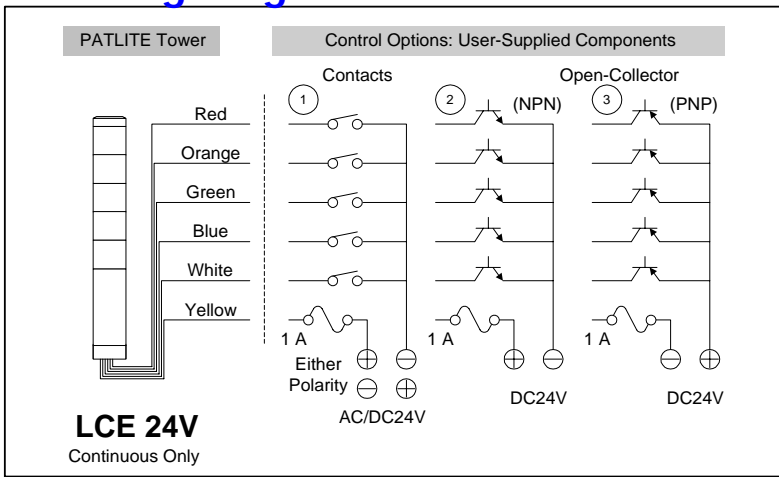 PATLITE Tower
Control Options: User-Supplied Components
Contacts
Open-Collector
1
2
(NPN)
3
(PNP)
Red
Orange
Green
Blue
White
Yellow
1 A
1 A
1 A
Either
Polarity
AC/DC24V
DC24V
DC24V
LCE 24V
Continuous Only